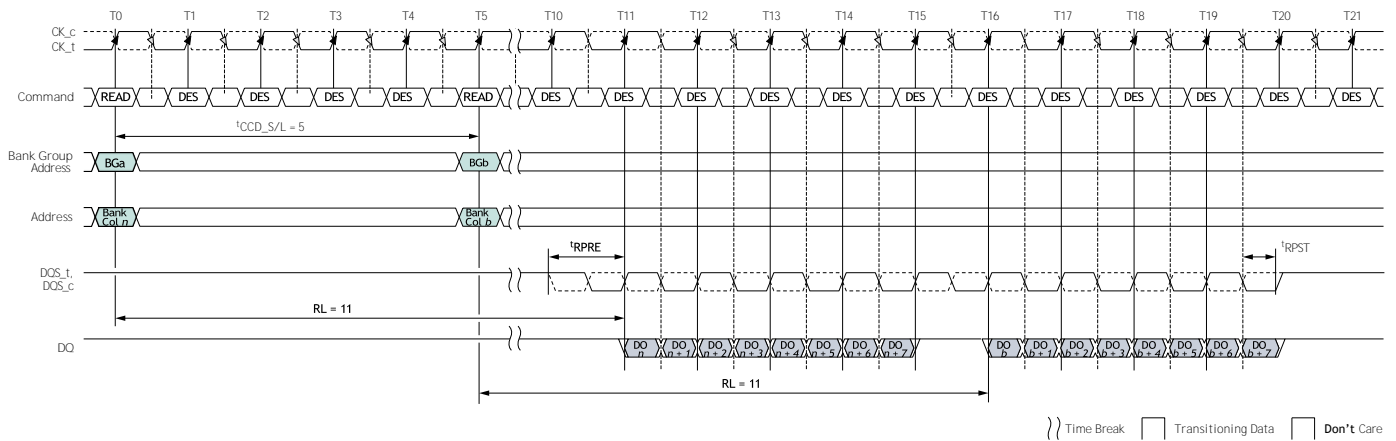 T0 T1 T2 T3 T4 T5 T10 T11 T12 T13 T14 T15 T16 T17 T18 T19 T20 T21
CK_c
CK_t
Command READ DES DES DES DES READ DES DES DES DES DES DES DES DES DES DES DES DES
tCCD_S/L = 5
Bank Group
Address
BGa BGb
Address
Bank
Col n
Bank
Col b
tRPRE tRPST
DQS_t,
DQS_c
RL = 11
DQ
DO
n
DO
n + 1
DO
n + 2
DO
n + 3
DO
n + 4
DO
n + 5
DO
n + 6
DO
n + 7
DO
b
DO
b + 1
DO
b + 2
DO
b + 3
DO
b + 4
DO
b + 5
DO
b + 6
DO
b + 7
RL = 11
Time Break Transitioning Data Don't Care